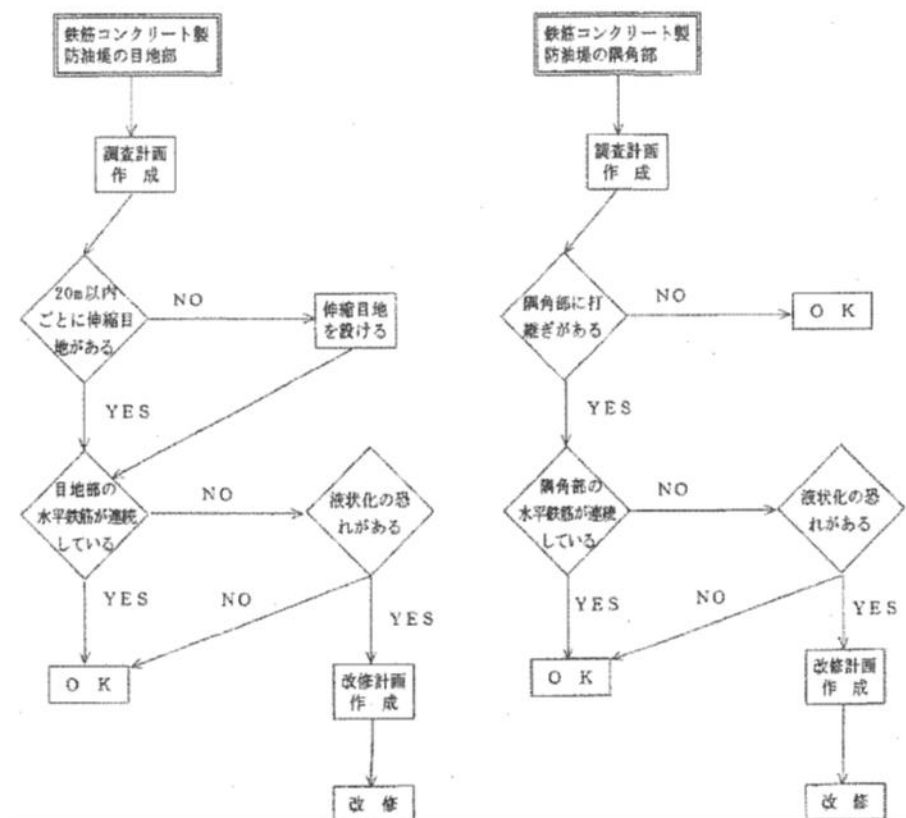 鉄筋コンクリート製
防油堤の目地部
調査計画
作 成
20m以内
ごとに伸縮目
地がある
NO
伸縮目地
を設ける
YES
目地部の
水平鉄筋が連続
している
NO
液状化の恐
れがある
YES
NO
YES
O K
改修計画
作 成
改 修
鉄筋コンクリート製
防油堤の隅角部
調査計画
作 成
隅角部に打
継ぎがある
NO
O K
YES
隅角部の
水平鉄筋が連続
している
NO
液状化の恐
れがある
YES
NO
YES
O K
改修計画
作 成
改 修